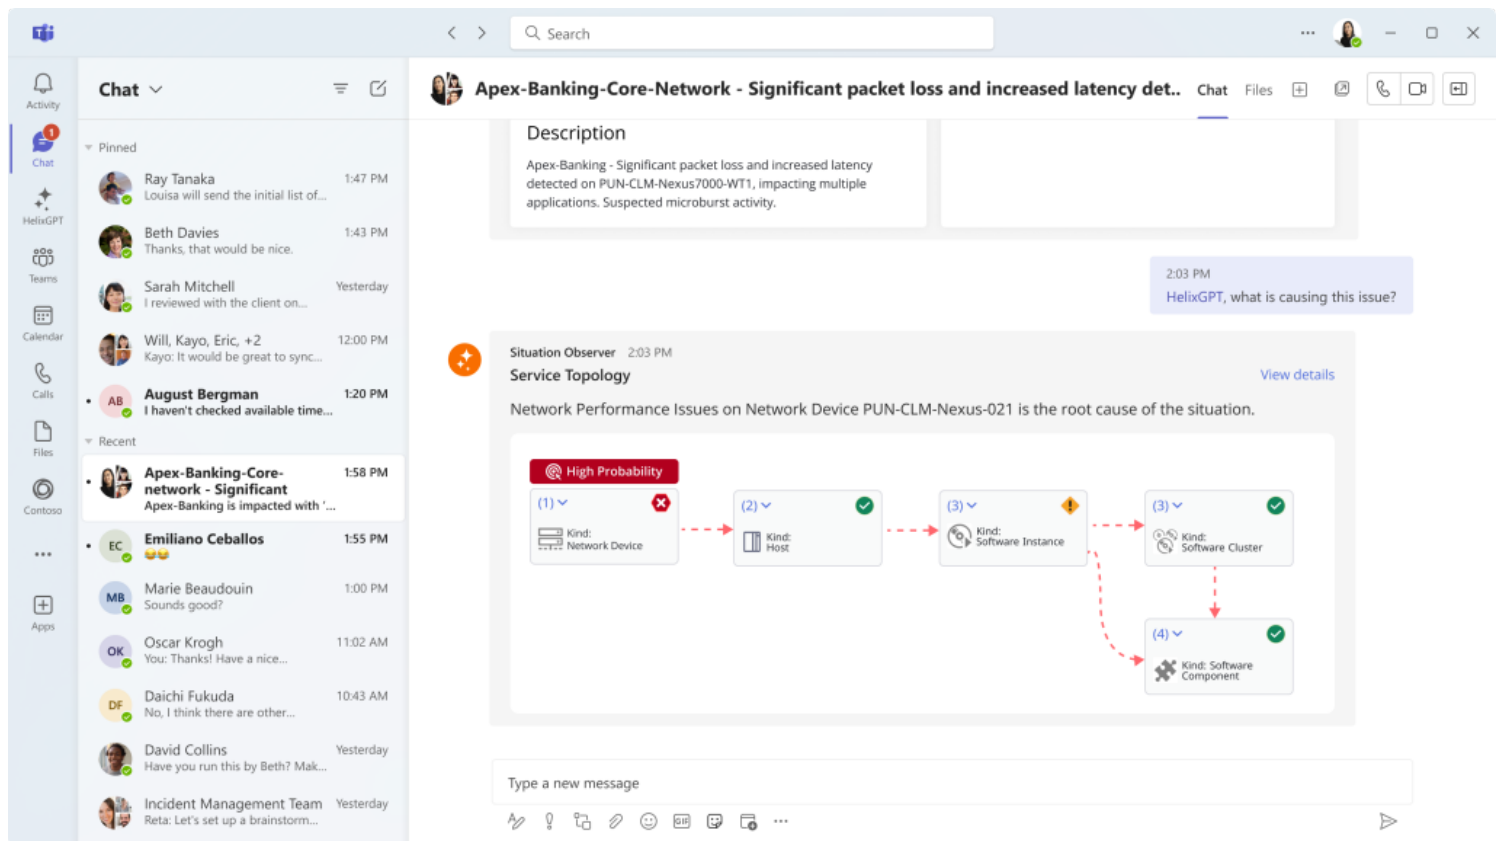 Search
Activity
1
Chat
HelixGPT
Teams
Calendar
Calls
Files
Contoso
Apps
Chat
Pinned
Ray Tanaka 1:47 PM
Louisa will send the initial list of...
Beth Davies 1:43 PM
Thanks, that would be nice.
Sarah Mitchell Yesterday
I reviewed with the client on...
Will, Kayo, Eric, +2 12:00 PM
Kayo: It would be great to sync...
AB
August Bergman 1:20 PM
I haven't checked available time...
Recent
Apex-Banking-Core- 1:58 PM
network - Significant
Apex-Banking is impacted with '...
EC
Emiliano Ceballos 1:55 PM
😂😂
MB
Marie Beaudouin 1:00 PM
Sounds good?
OK
Oscar Krogh 11:02 AM
You: Thanks! Have a nice...
DF
Daichi Fukuda 10:43 AM
No, I think there are other...
David Collins Yesterday
Have you run this by Beth? Mak...
Incident Management Team Yesterday
Reta: Let's set up a brainstorm...
Apex-Banking-Core-Network - Significant packet loss and increased latency det.. Chat Files
Description
Apex-Banking - Significant packet loss and increased latency
detected on PUN-CLM-Nexus7000-WT1, impacting multiple
applications. Suspected microburst activity.
2:03 PM
HelixGPT, what is causing this issue?
Situation Observer 2:03 PM
Service Topology View details
Network Performance Issues on Network Device PUN-CLM-Nexus-021 is the root cause of the situation.
High Probability
(1)
Kind:
Network Device
(2)
Kind:
Host
(3)
Kind:
Software Instance
(3)
Kind:
Software Cluster
(4)
Kind: Software
Component
Type a new message
GIF